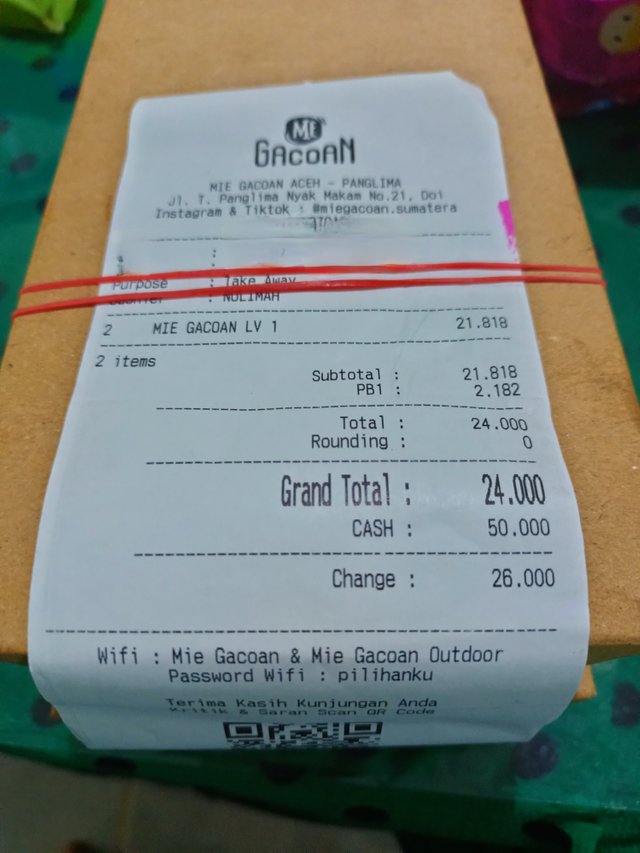 MIE
GACOAN
MIE GACOAN ACEH - PANGLIMA
Jl. T. Panglima Nyak Makam No.21, Doi
Instagram & Tiktok : @miegacoan.sumatera
:
:
Purpose : Take Away
: NULIMAH
2 MIE GACOAN LV 1 21.818
2 items
Subtotal : 21.818
PB1 : 2.182
Total : 24.000
Rounding : 0
Grand Total : 24.000
CASH : 50.000
Change : 26.000
Wifi : Mie Gacoan & Mie Gacoan Outdoor
Password Wifi : pilihanku
Terima Kasih Kunjungan Anda
Kritik & Saran Scan QR Code